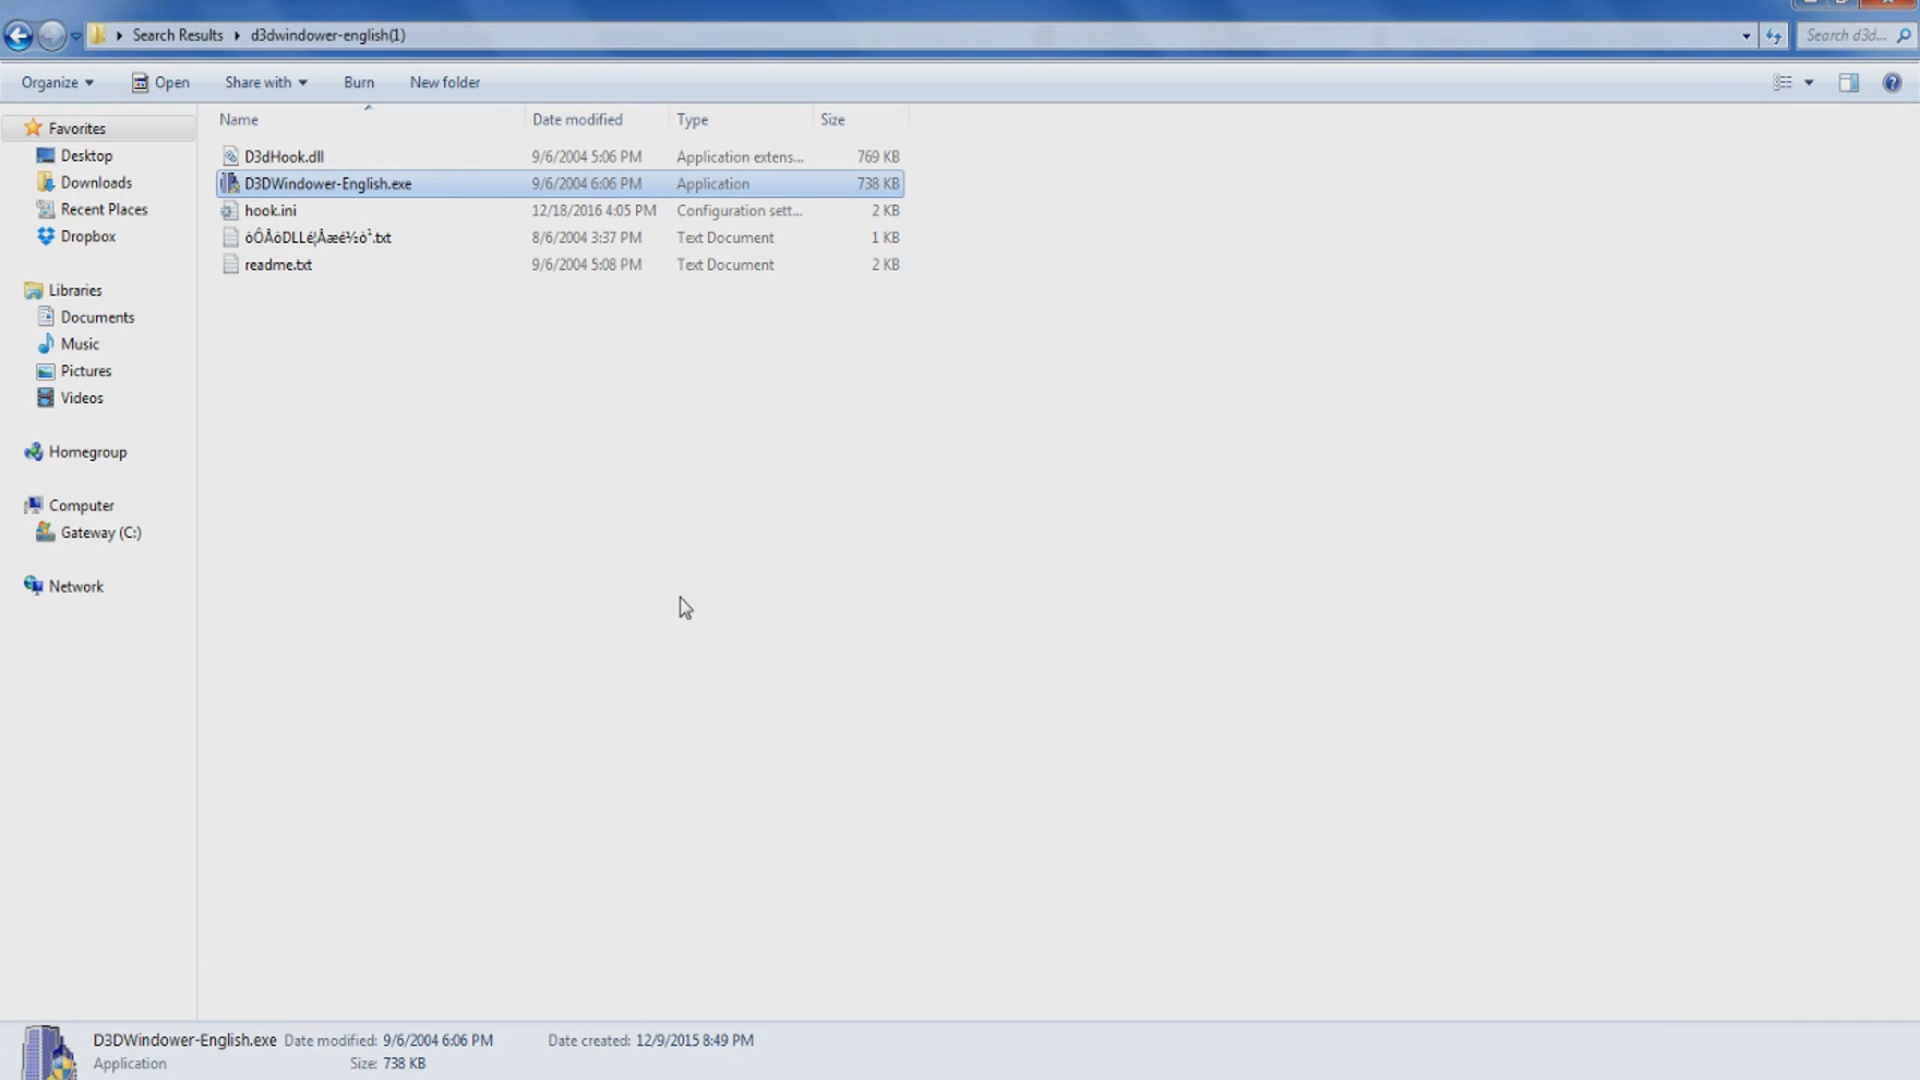 Search Results d3dwindower-english(1) Search d3d...
Organize Open Share with Burn New folder
Name Date modified Type Size
Favorites
Desktop D3dHook.dll 9/6/2004 5:06 PM Application extens... 769 KB
Downloads D3DWindower-English.exe 9/6/2004 6:06 PM Application 738 KB
Recent Places hook.ini 12/18/2016 4:05 PM Configuration sett... 2 KB
Dropbox .txt 8/6/2004 3:37 PM Text Document 1 KB
readme.txt 9/6/2004 5:08 PM Text Document 2 KB
Libraries
Documents
Music
Pictures
Videos
Homegroup
Computer
Gateway (C:)
Network
D3DWindower-English.exe Date modified: 9/6/2004 6:06 PM Date created: 12/9/2015 8:49 PM
Application Size: 738 KB